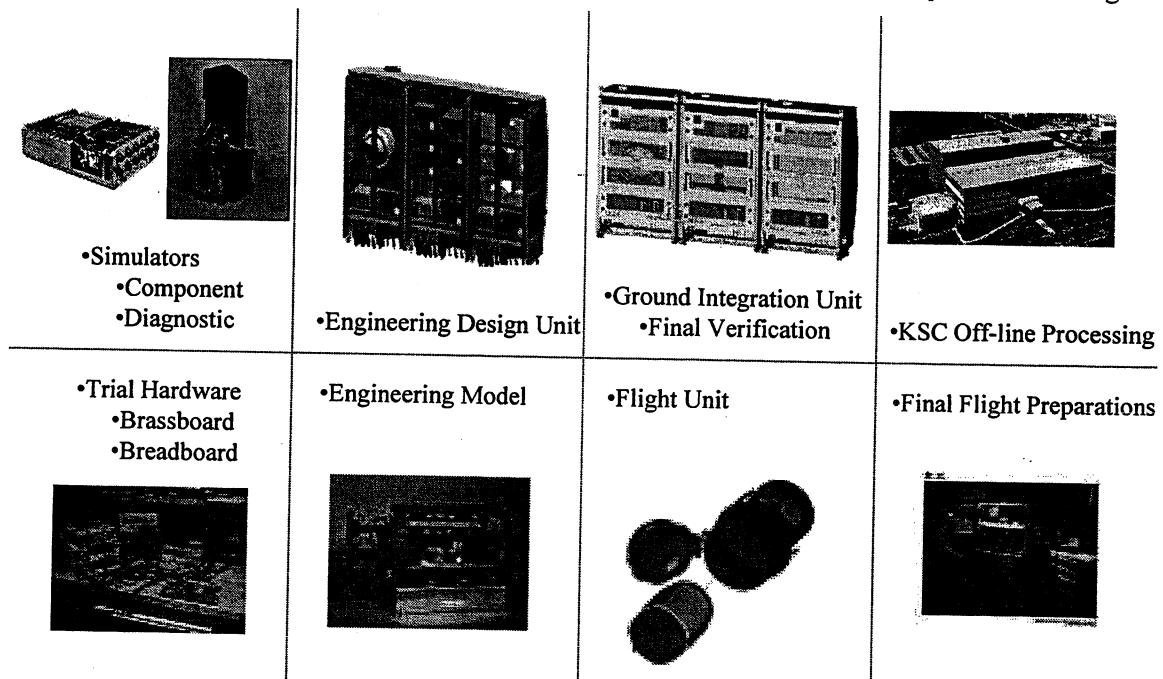 •Simulators
•Component
•Diagnostic
•Engineering Design Unit
•Ground Integration Unit
•Final Verification
•KSC Off-line Processing
•Trial Hardware
•Brassboard
•Breadboard
•Engineering Model
•Flight Unit
•Final Flight Preparations